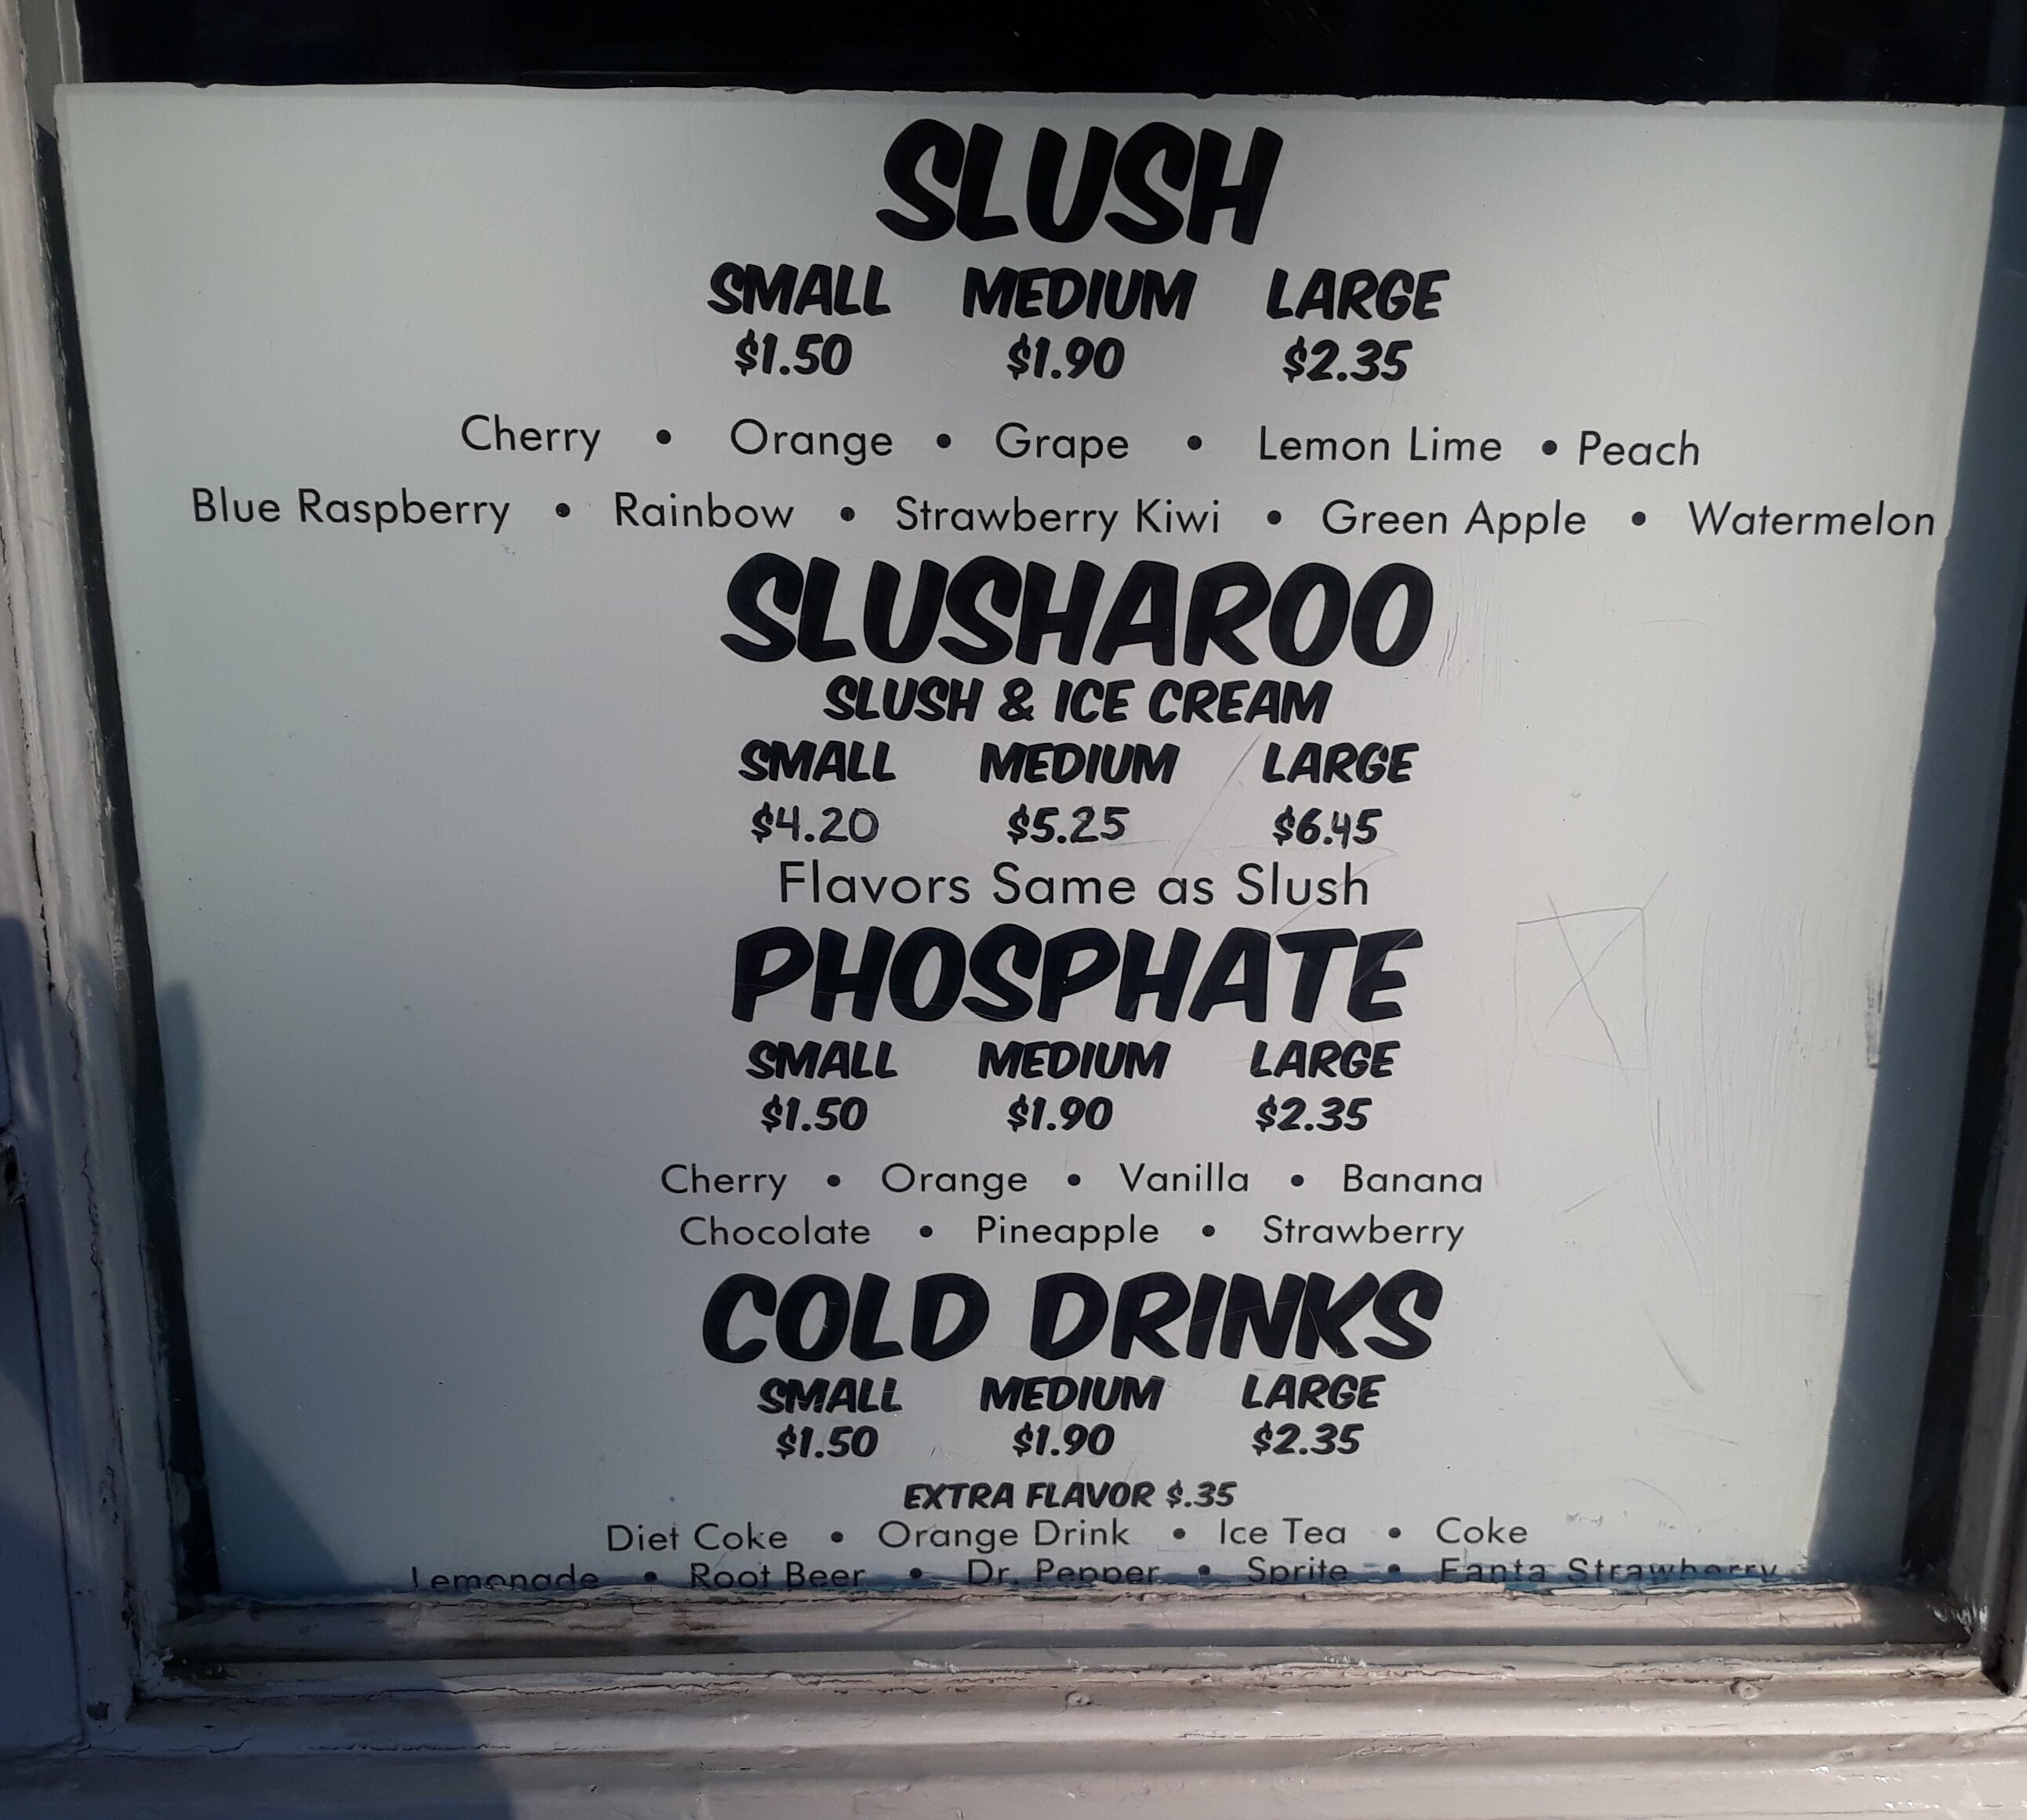 SLUSH
SMALL MEDIUM LARGE
$1.50 $1.90 $2.35
Cherry • Orange • Grape • Lemon Lime • Peach
Blue Raspberry • Rainbow • Strawberry Kiwi • Green Apple • Watermelon
SLUSHAROO
SLUSH & ICE CREAM
SMALL MEDIUM LARGE
$4.20 $5.25 $6.45
Flavors Same as Slush
PHOSPHATE
SMALL MEDIUM LARGE
$1.50 $1.90 $2.35
Cherry • Orange • Vanilla • Banana
Chocolate • Pineapple • Strawberry
COLD DRINKS
SMALL MEDIUM LARGE
$1.50 $1.90 $2.35
EXTRA FLAVOR $.35
Diet Coke • Orange Drink • Ice Tea • Coke
Lemonade • Root Beer • Dr. Pepper • Sprite • Fanta Strawberry